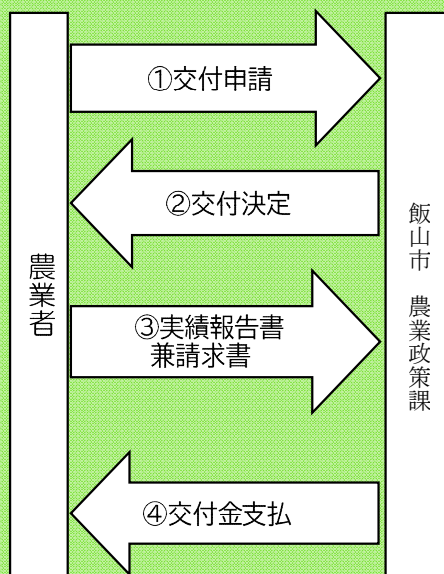 ①交付申請
②交付決定
農業者
飯山市　農業政策課
③実績報告書
兼請求書
④交付金支払